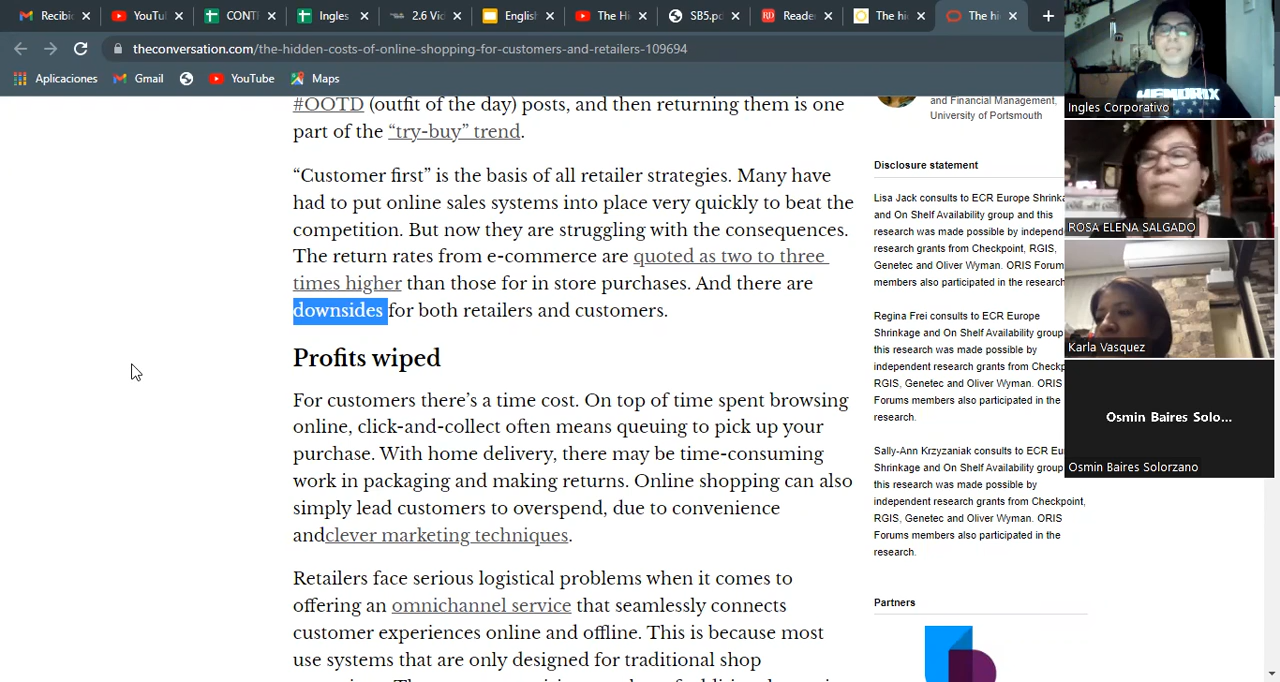 Recibi
YouTu
CONTI
Ingles
2.6 Vi
English
The Hi
SB5.pd
Reade
The hi
The hi
theconversation.com/the-hidden-costs-of-online-shopping-for-customers-and-retailers-109694
Aplicaciones
Gmail
YouTube
Maps
#OOTD (outfit of the day) posts, and then returning them is one
part of the “try-buy” trend.
“Customer first” is the basis of all retailer strategies. Many have
had to put online sales systems into place very quickly to beat the
competition. But now they are struggling with the consequences.
The return rates from e-commerce are quoted as two to three
times higher than those for in store purchases. And there are
downsides for both retailers and customers.
Profits wiped
For customers there’s a time cost. On top of time spent browsing
online, click-and-collect often means queuing to pick up your
purchase. With home delivery, there may be time-consuming
work in packaging and making returns. Online shopping can also
simply lead customers to overspend, due to convenience
andclever marketing techniques.
Retailers face serious logistical problems when it comes to
offering an omnichannel service that seamlessly connects
customer experiences online and offline. This is because most
use systems that are only designed for traditional shop
and Financial Management,
University of Portsmouth
Disclosure statement
Lisa Jack consults to ECR Europe Shrinka
and On Shelf Availability group and this
research was made possible by independ
research grants from Checkpoint, RGIS,
Genetec and Oliver Wyman. ORIS Forum
members also participated in the research
Regina Frei consults to ECR Europe
Shrinkage and On Shelf Availability group
this research was made possible by
independent research grants from Checkp
RGIS, Genetec and Oliver Wyman. ORIS
Forums members also participated in the
research.
Sally-Ann Krzyzaniak consults to ECR Eu
Shrinkage and On Shelf Availability group
this research was made possible by
independent research grants from Checkpoint,
RGIS, Genetec and Oliver Wyman. ORIS
Forums members also participated in the
research.
Partners
HEMDRIX
Ingles Corporativo
ROSA ELENA SALGADO
Karla Vasquez
Osmin Baires Solo...
Osmin Baires Solorzano